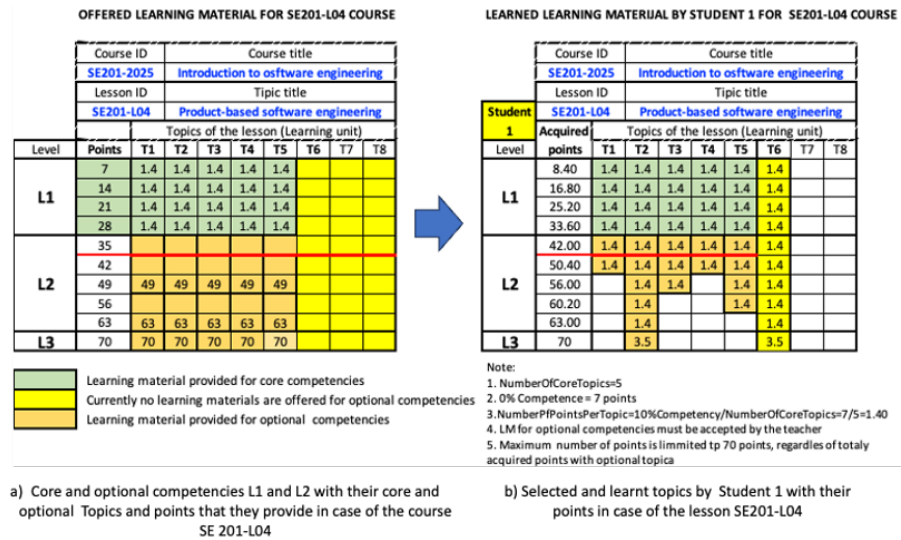 OFFERED LEARNING MATERIAL FOR SE201-L04 COURSE
Course ID Course title
SE201-2025 Introduction to osftware engineering
Lesson ID Tipic title
SE201-L04 Product-based software engineering
Topics of the lesson (Learning unit)
Level Points T1 T2 T3 T4 T5 T6 T7 T8
L1
7 1.4 1.4 1.4 1.4 1.4
14 1.4 1.4 1.4 1.4 1.4
21 1.4 1.4 1.4 1.4 1.4
28 1.4 1.4 1.4 1.4 1.4
L2
35
42
49 49 49 49 49 49
56
63 63 63 63 63 63
L3 70 70 70 70 70 70
Learning material provided for core competencies
Currently no learning materials are offered for optional competencies
Learning material provided for optional competencies
a) Core and optional competencies L1 and L2 with their core and
optional Topics and points that they provide in case of the course
SE 201-L04
LEARNED LEARNING MATERIJAL BY STUDENT 1 FOR SE201-L04 COURSE
Course ID Course title
SE201-2025 Introduction to osftware engineering
Lesson ID Tipic title
Student SE201-L04 Product-based software engineering
1 Acquired Topics of the lesson (Learning unit)
Level points T1 T2 T3 T4 T5 T6 T7 T8
L1
8.40 1.4 1.4 1.4 1.4 1.4 1.4
16.80 1.4 1.4 1.4 1.4 1.4 1.4
25.20 1.4 1.4 1.4 1.4 1.4 1.4
33.60 1.4 1.4 1.4 1.4 1.4 1.4
L2
42.00 1.4 1.4 1.4 1.4 1.4 1.4
50.40 1.4 1.4 1.4 1.4 1.4 1.4
56.00 1.4 1.4 1.4 1.4
60.20 1.4 1.4 1.4
63.00 1.4 1.4
L3 70 3.5 3.5
Note:
1. NumberOfCoreTopics=5
2. 0% Competence= 7 points
3.NumberPfPointsPerTopic=10%Competency/NumberOfCoreTopics=7/5=1.40
4. LM for optional competencies must be accepted by the teacher
5. Maximum number of points is limmited tp 70 points, regardles of totaly
acquired points with optional topica
b) Selected and learnt topics by Student 1 with their
points in case of the lesson SE201-L04